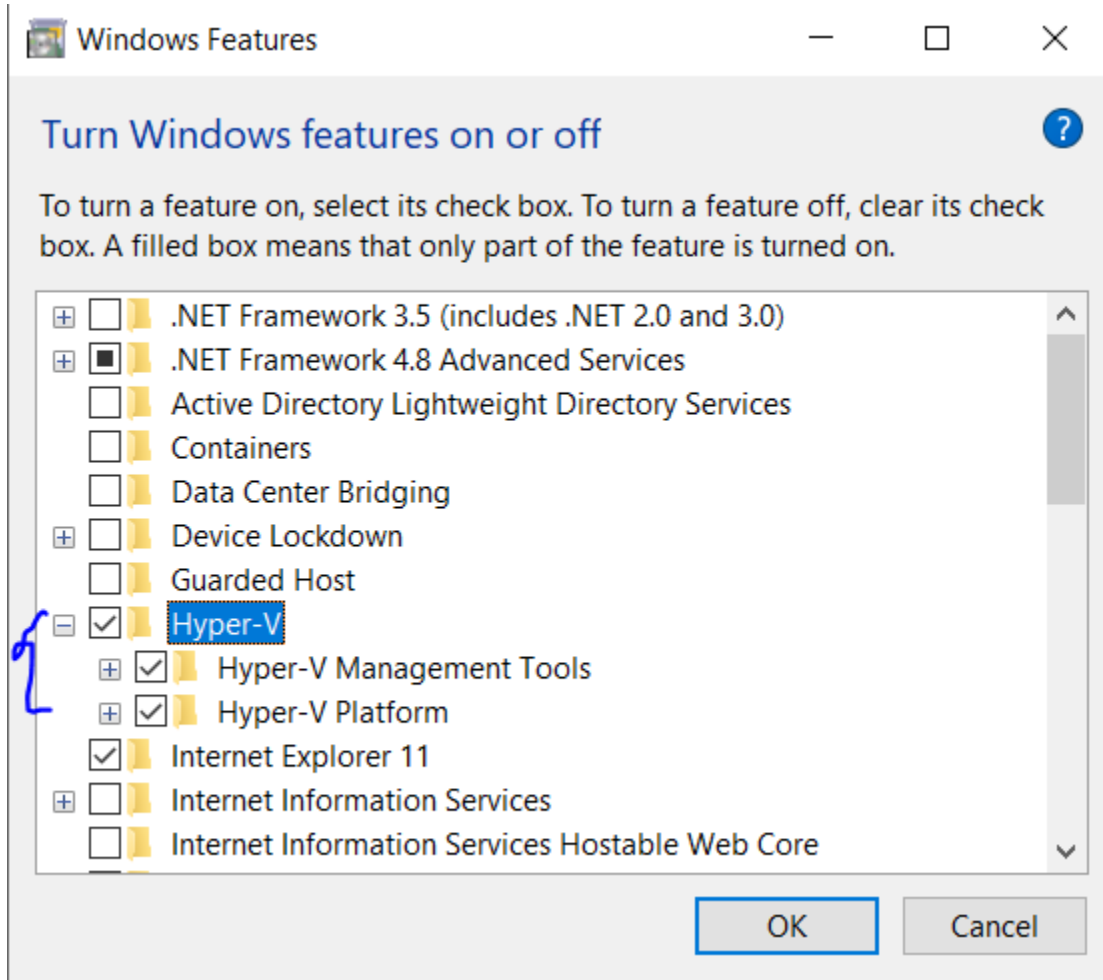 Windows Features
Turn Windows features on or off
?
To turn a feature on, select its check box. To turn a feature off, clear its check
box. A filled box means that only part of the feature is turned on.
.NET Framework 3.5 (includes .NET 2.0 and 3.0)
.NET Framework 4.8 Advanced Services
Active Directory Lightweight Directory Services
Containers
Data Center Bridging
Device Lockdown
Guarded Host
Hyper-V
Hyper-V Management Tools
Hyper-V Platform
Internet Explorer 11
Internet Information Services
Internet Information Services Hostable Web Core
OK
Cancel